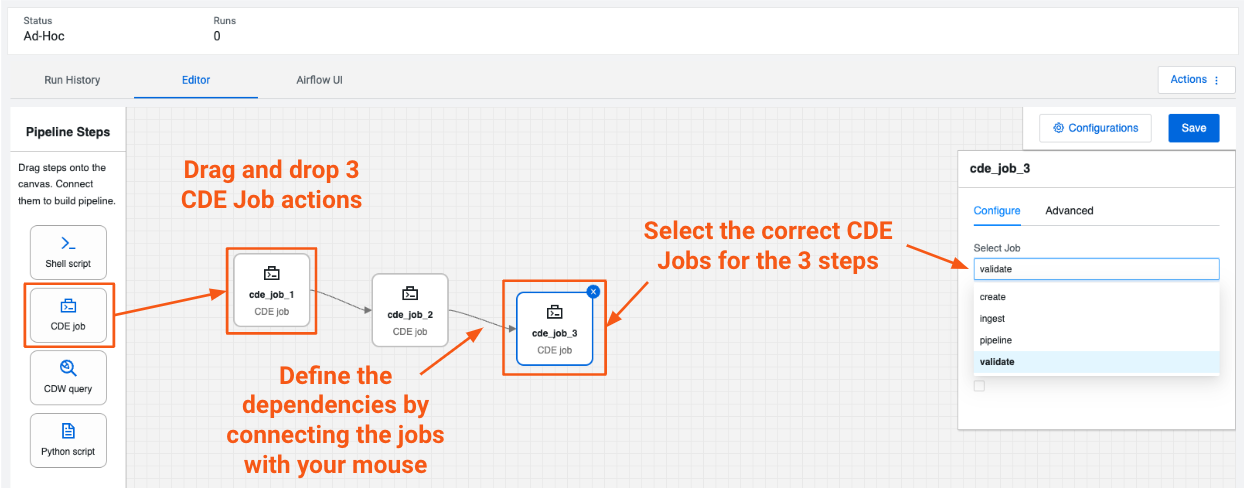 Status
Runs
Ad-Hoc
0
Run History
Editor
Airflow UI
Actions
Pipeline Steps
Drag steps onto the
canvas. Connect
them to build pipeline.
Shell script
CDE job
CDW query
Python script
Drag and drop 3
CDE Job actions
cde_job_1
CDE job
cde_job_2
CDE job
cde_job_3
CDE job
Define the
dependencies by
connecting the jobs
with your mouse
Select the correct CDE
Jobs for the 3 steps
Configurations
Save
cde_job_3
Configure
Advanced
Select Job
validate
create
ingest
pipeline
validate